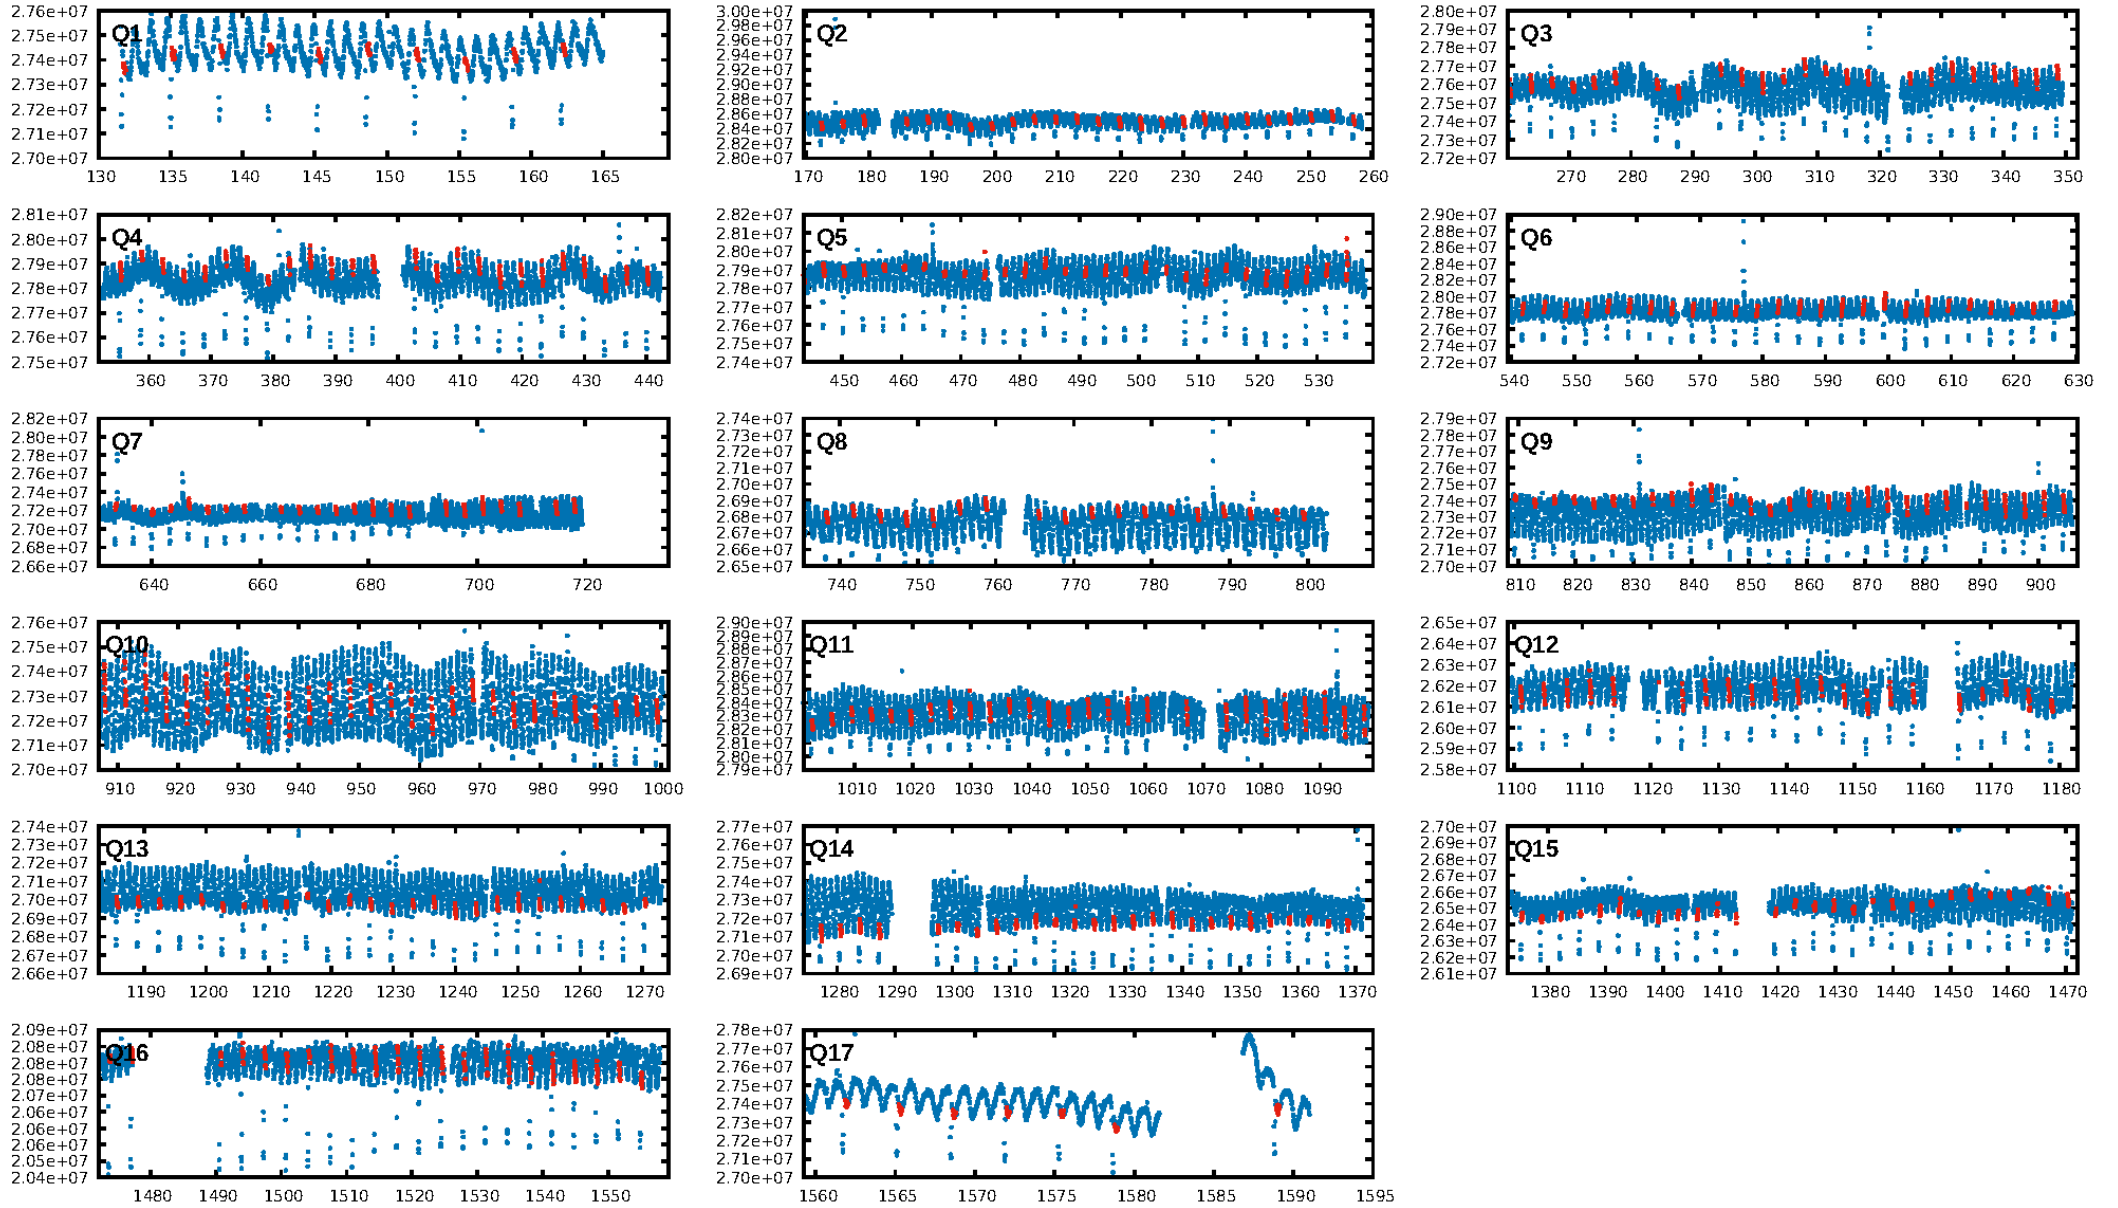 Q1
2.76e+07
2.75e+07
2.74e+07
2.73e+07
2.72e+07
2.71e+07
2.70e+07
130 135 140 145 150 155 160 165
Q2
3.00e+07
2.98e+07
2.96e+07
2.94e+07
2.92e+07
2.90e+07
2.88e+07
2.86e+07
2.84e+07
2.82e+07
2.80e+07
170 180 190 200 210 220 230 240 250 260
Q3
2.80e+07
2.79e+07
2.78e+07
2.77e+07
2.76e+07
2.75e+07
2.74e+07
2.73e+07
2.72e+07
270 280 290 300 310 320 330 340 350
Q4
2.81e+07
2.80e+07
2.79e+07
2.78e+07
2.77e+07
2.76e+07
2.75e+07
360 370 380 390 400 410 420 430 440
Q5
2.82e+07
2.81e+07
2.80e+07
2.79e+07
2.78e+07
2.77e+07
2.76e+07
2.75e+07
2.74e+07
450 460 470 480 490 500 510 520 530
Q6
2.90e+07
2.88e+07
2.86e+07
2.84e+07
2.82e+07
2.80e+07
2.78e+07
2.76e+07
2.74e+07
2.72e+07
540 550 560 570 580 590 600 610 620 630
Q7
2.82e+07
2.80e+07
2.78e+07
2.76e+07
2.74e+07
2.72e+07
2.70e+07
2.68e+07
2.66e+07
640 660 680 700 720
Q8
2.74e+07
2.73e+07
2.72e+07
2.71e+07
2.70e+07
2.69e+07
2.68e+07
2.67e+07
2.66e+07
2.65e+07
740 750 760 770 780 790 800
Q9
2.79e+07
2.78e+07
2.77e+07
2.76e+07
2.75e+07
2.74e+07
2.73e+07
2.72e+07
2.71e+07
2.70e+07
810 820 830 840 850 860 870 880 890 900
Q10
2.76e+07
2.75e+07
2.74e+07
2.73e+07
2.72e+07
2.71e+07
2.70e+07
910 920 930 940 950 960 970 980 990 1000
Q11
2.90e+07
2.89e+07
2.88e+07
2.87e+07
2.86e+07
2.85e+07
2.84e+07
2.83e+07
2.82e+07
2.81e+07
2.80e+07
2.79e+07
1010 1020 1030 1040 1050 1060 1070 1080 1090
Q12
2.65e+07
2.64e+07
2.63e+07
2.62e+07
2.61e+07
2.60e+07
2.59e+07
2.58e+07
1100 1110 1120 1130 1140 1150 1160 1170 1180
Q13
2.74e+07
2.73e+07
2.72e+07
2.71e+07
2.70e+07
2.69e+07
2.68e+07
2.67e+07
2.66e+07
1190 1200 1210 1220 1230 1240 1250 1260 1270
Q14
2.77e+07
2.76e+07
2.75e+07
2.74e+07
2.73e+07
2.72e+07
2.71e+07
2.70e+07
2.69e+07
1280 1290 1300 1310 1320 1330 1340 1350 1360 1370
Q15
2.70e+07
2.69e+07
2.68e+07
2.67e+07
2.66e+07
2.65e+07
2.64e+07
2.63e+07
2.62e+07
2.61e+07
1380 1390 1400 1410 1420 1430 1440 1450 1460 1470
Q16
2.09e+07
2.08e+07
2.08e+07
2.08e+07
2.07e+07
2.06e+07
2.06e+07
2.06e+07
2.05e+07
2.04e+07
1480 1490 1500 1510 1520 1530 1540 1550
Q17
2.78e+07
2.77e+07
2.76e+07
2.75e+07
2.74e+07
2.73e+07
2.72e+07
2.71e+07
2.70e+07
1560 1565 1570 1575 1580 1585 1590 1595